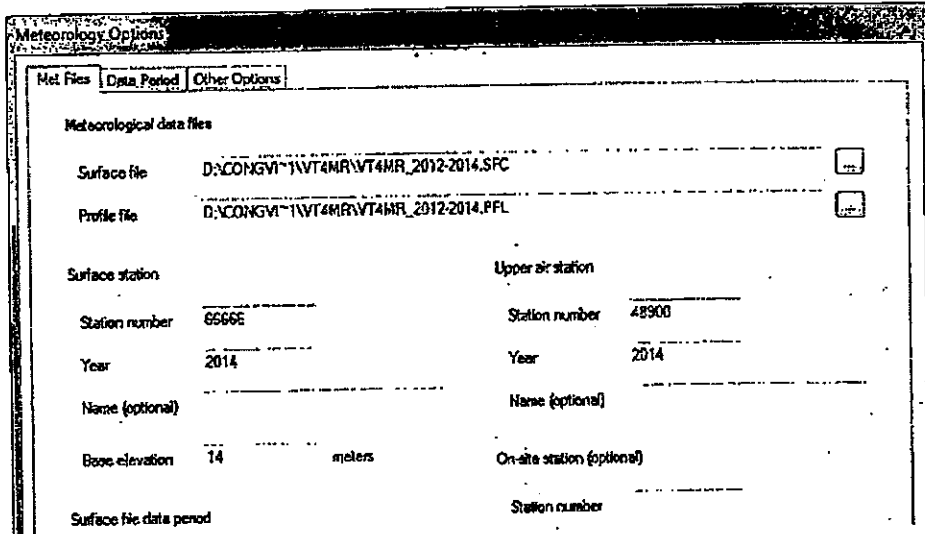 Meteorology Options
Met Files Data Period Other Options
Meteorological data files
Surface file D:\CONGVI~1\VT4MR\VT4MR_2012-2014.SFC ...
Profile file D:\CONGVI~1\VT4MR\VT4MR_2012-2014.PFL ...
Surface station Upper air station
Station number Station number 48900
Year 2014 Year 2014
Name (optional) Name (optional)
Base elevation 14 meters On-site station (optional)
Station number
Surface file data period